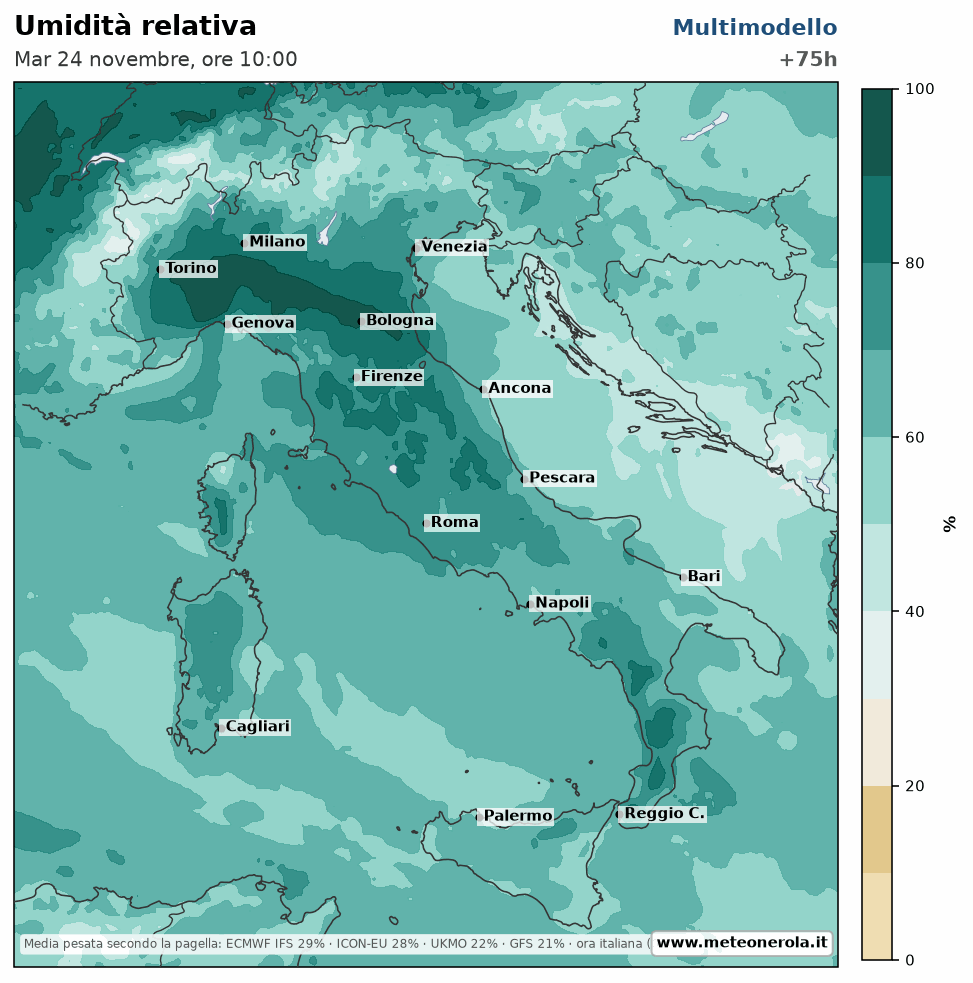 Umidità relativa
Multimodello
Mar 24 novembre, ore 10:00
+75h
100
80
60
%
40
20
0
Milano
Venezia
Torino
Genova
Bologna
Firenze
Ancona
Pescara
Roma
Bari
Napoli
Cagliari
Palermo
Reggio C.
Media pesata secondo la pagella: ECMWF IFS 29% · ICON-EU 28% · UKMO 22% · GFS 21% · ora italiana (
www.meteonerola.it